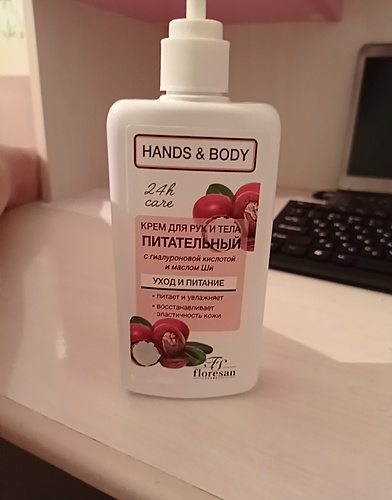 HANDS & BODY
24h
care
КРЕМ ДЛЯ РУК И ТЕЛА
ПИТАТЕЛЬНЫЙ
с гиалуроновой кислотой
и маслом Ши
УХОД И ПИТАНИЕ
• питает и увлажняет
• восстанавливает
эластичность кожи
FS
floresan